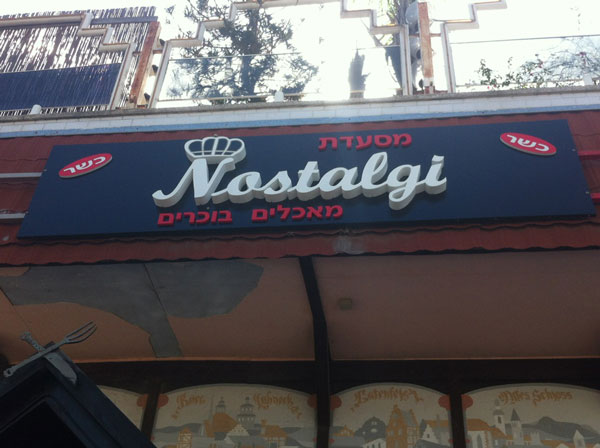 מסעדת
כשר
כשר
Nostalgi
מאכלים בוכרים